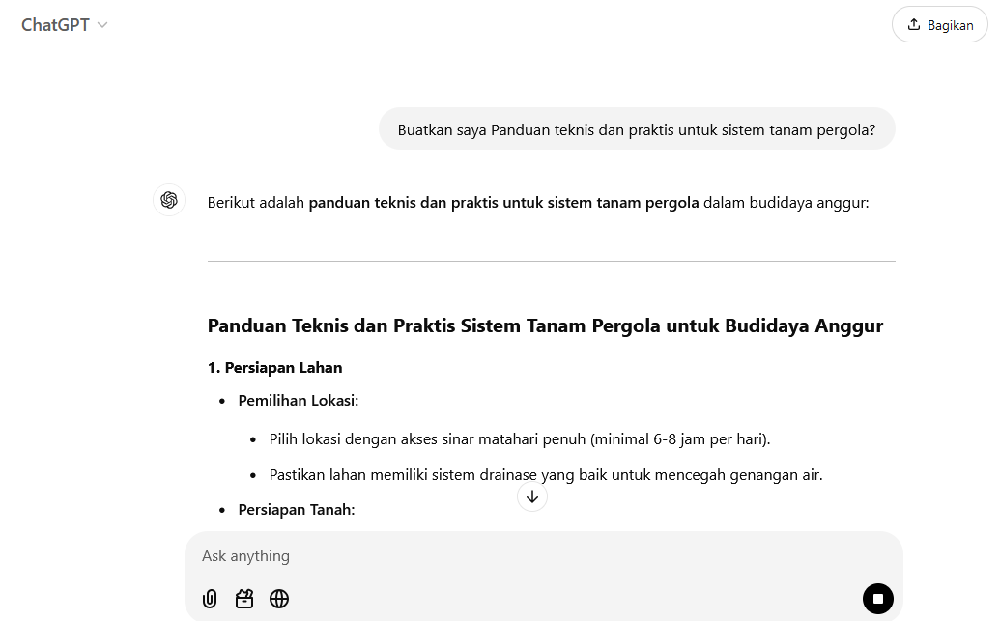 ChatGPT
Bagikan
Buatkan saya Panduan teknis dan praktis untuk sistem tanam pergola?
Berikut adalah panduan teknis dan praktis untuk sistem tanam pergola dalam budidaya anggur:
Panduan Teknis dan Praktis Sistem Tanam Pergola untuk Budidaya Anggur
1. Persiapan Lahan
• Pemilihan Lokasi:
• Pilih lokasi dengan akses sinar matahari penuh (minimal 6-8 jam per hari).
• Pastikan lahan memiliki sistem drainase yang baik untuk mencegah genangan air.
• Persiapan Tanah:
Ask anything